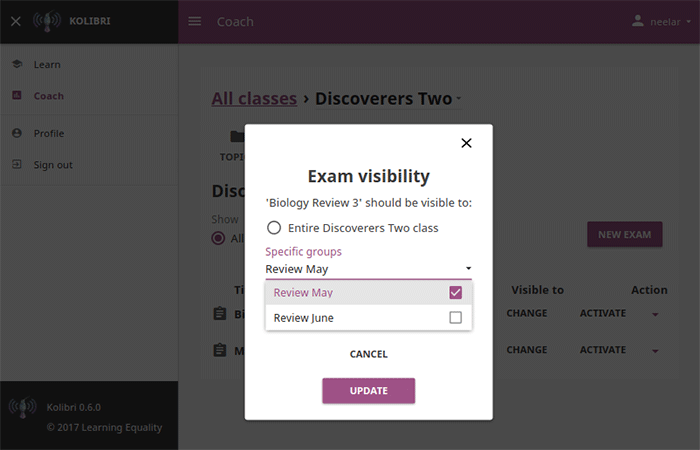 KOLIBRI
Coach
neelar
Learn
Coach
Profile
Sign out
All classes › Discoverers Two
TOPI
Disc
Show
All
NEW EXAM
Ti
Visible to
Action
Bi
CHANGE
ACTIVATE
M
CHANGE
ACTIVATE
Exam visibility
'Biology Review 3' should be visible to:
Entire Discoverers Two class
Specific groups
Review May
Review May
Review June
CANCEL
UPDATE
Kolibri 0.6.0
© 2017 Learning Equality